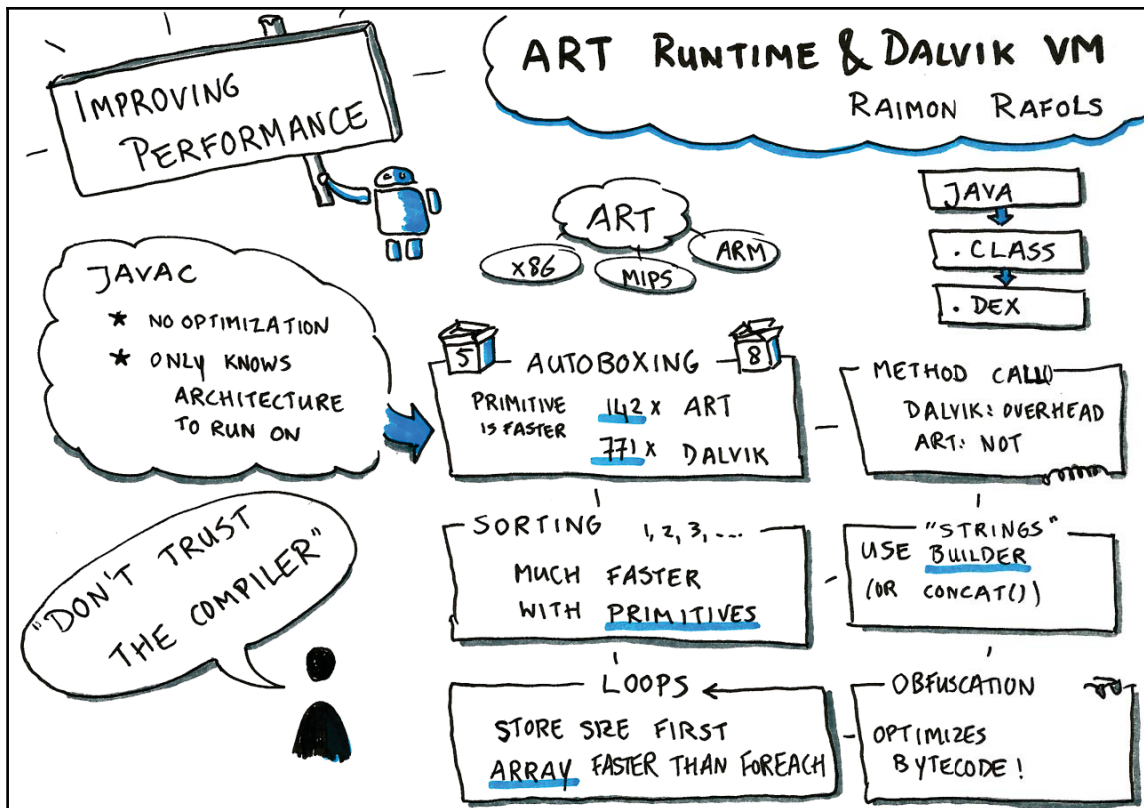 IMPROVING
PERFORMANCE
ART RUNTIME & DALVIK VM
RAIMON RAFOLS
JAVA
.CLASS
.DEX
ART
X86
MIPS
ARM
JAVAC
* NO OPTIMIZATION
* ONLY KNOWS
ARCHITECTURE
TO RUN ON
5
AUTOBOXING
8
PRIMITIVE
IS FASTER
142x ART
771x DALVIK
METHOD CALL
DALVIK: OVERHEAD
ART: NOT
"DON'T TRUST
THE COMPILER"
SORTING 1, 2, 3, ...
MUCH FASTER
WITH PRIMITIVES
"STRINGS"
USE BUILDER
(OR CONCAT())
LOOPS
STORE SIZE FIRST
ARRAY FASTER THAN FOREACH
OBFUSCATION
OPTIMIZES
BYTECODE!